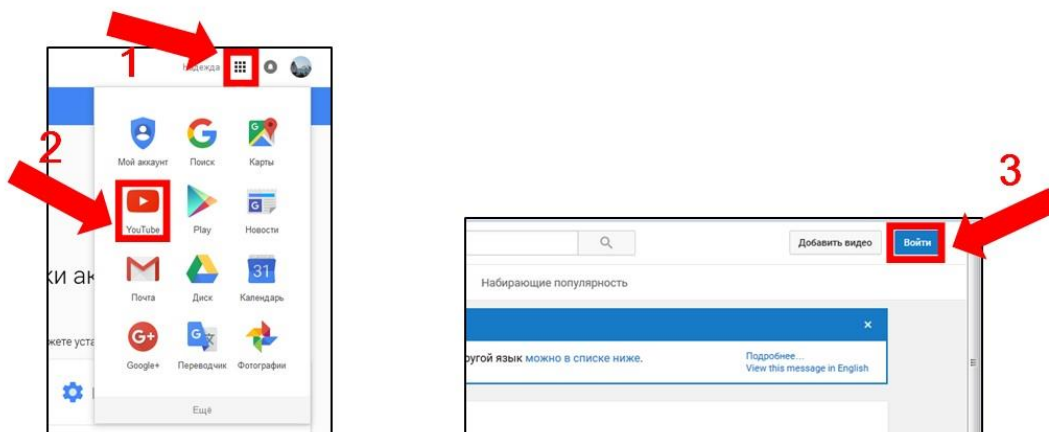 1
Надежда
2
Мой аккаунт Поиск Карты
YouTube Play Новости
31
Почта Диск Календарь
Google+ Переводчик Фотографии
Ещё
ки ак
жете уста
3
Добавить видео Войти
Набирающие популярность
×
ругой язык можно в списке ниже.
Подробнее...
View this message in English